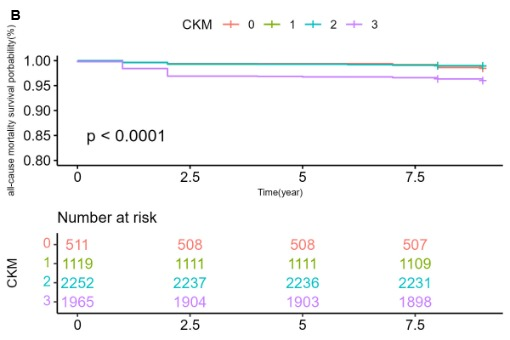 B
CKM 0 1 2 3
all-cause mortality survival porbability(%)
1.00
0.95
0.90
0.85
0.80
p < 0.0001
0 2.5 5 7.5
Time(year)
Number at risk
CKM
0 511 508 508 507
1 1119 1111 1111 1109
2 2252 2237 2236 2231
3 1965 1904 1903 1898
0 2.5 5 7.5